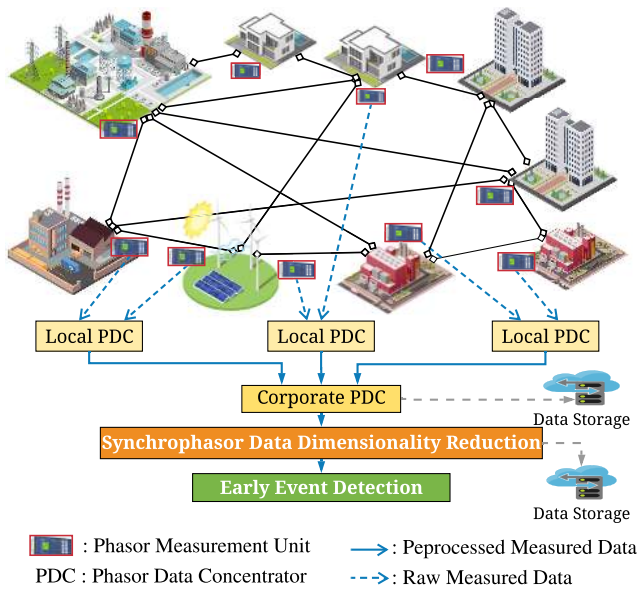 Local PDC
Local PDC
Local PDC
Corporate PDC
Data Storage
Synchrophasor Data Dimensionality Reduction
Early Event Detection
Data Storage
: Phasor Measurement Unit
: Peprocessed Measured Data
PDC : Phasor Data Concentrator
: Raw Measured Data